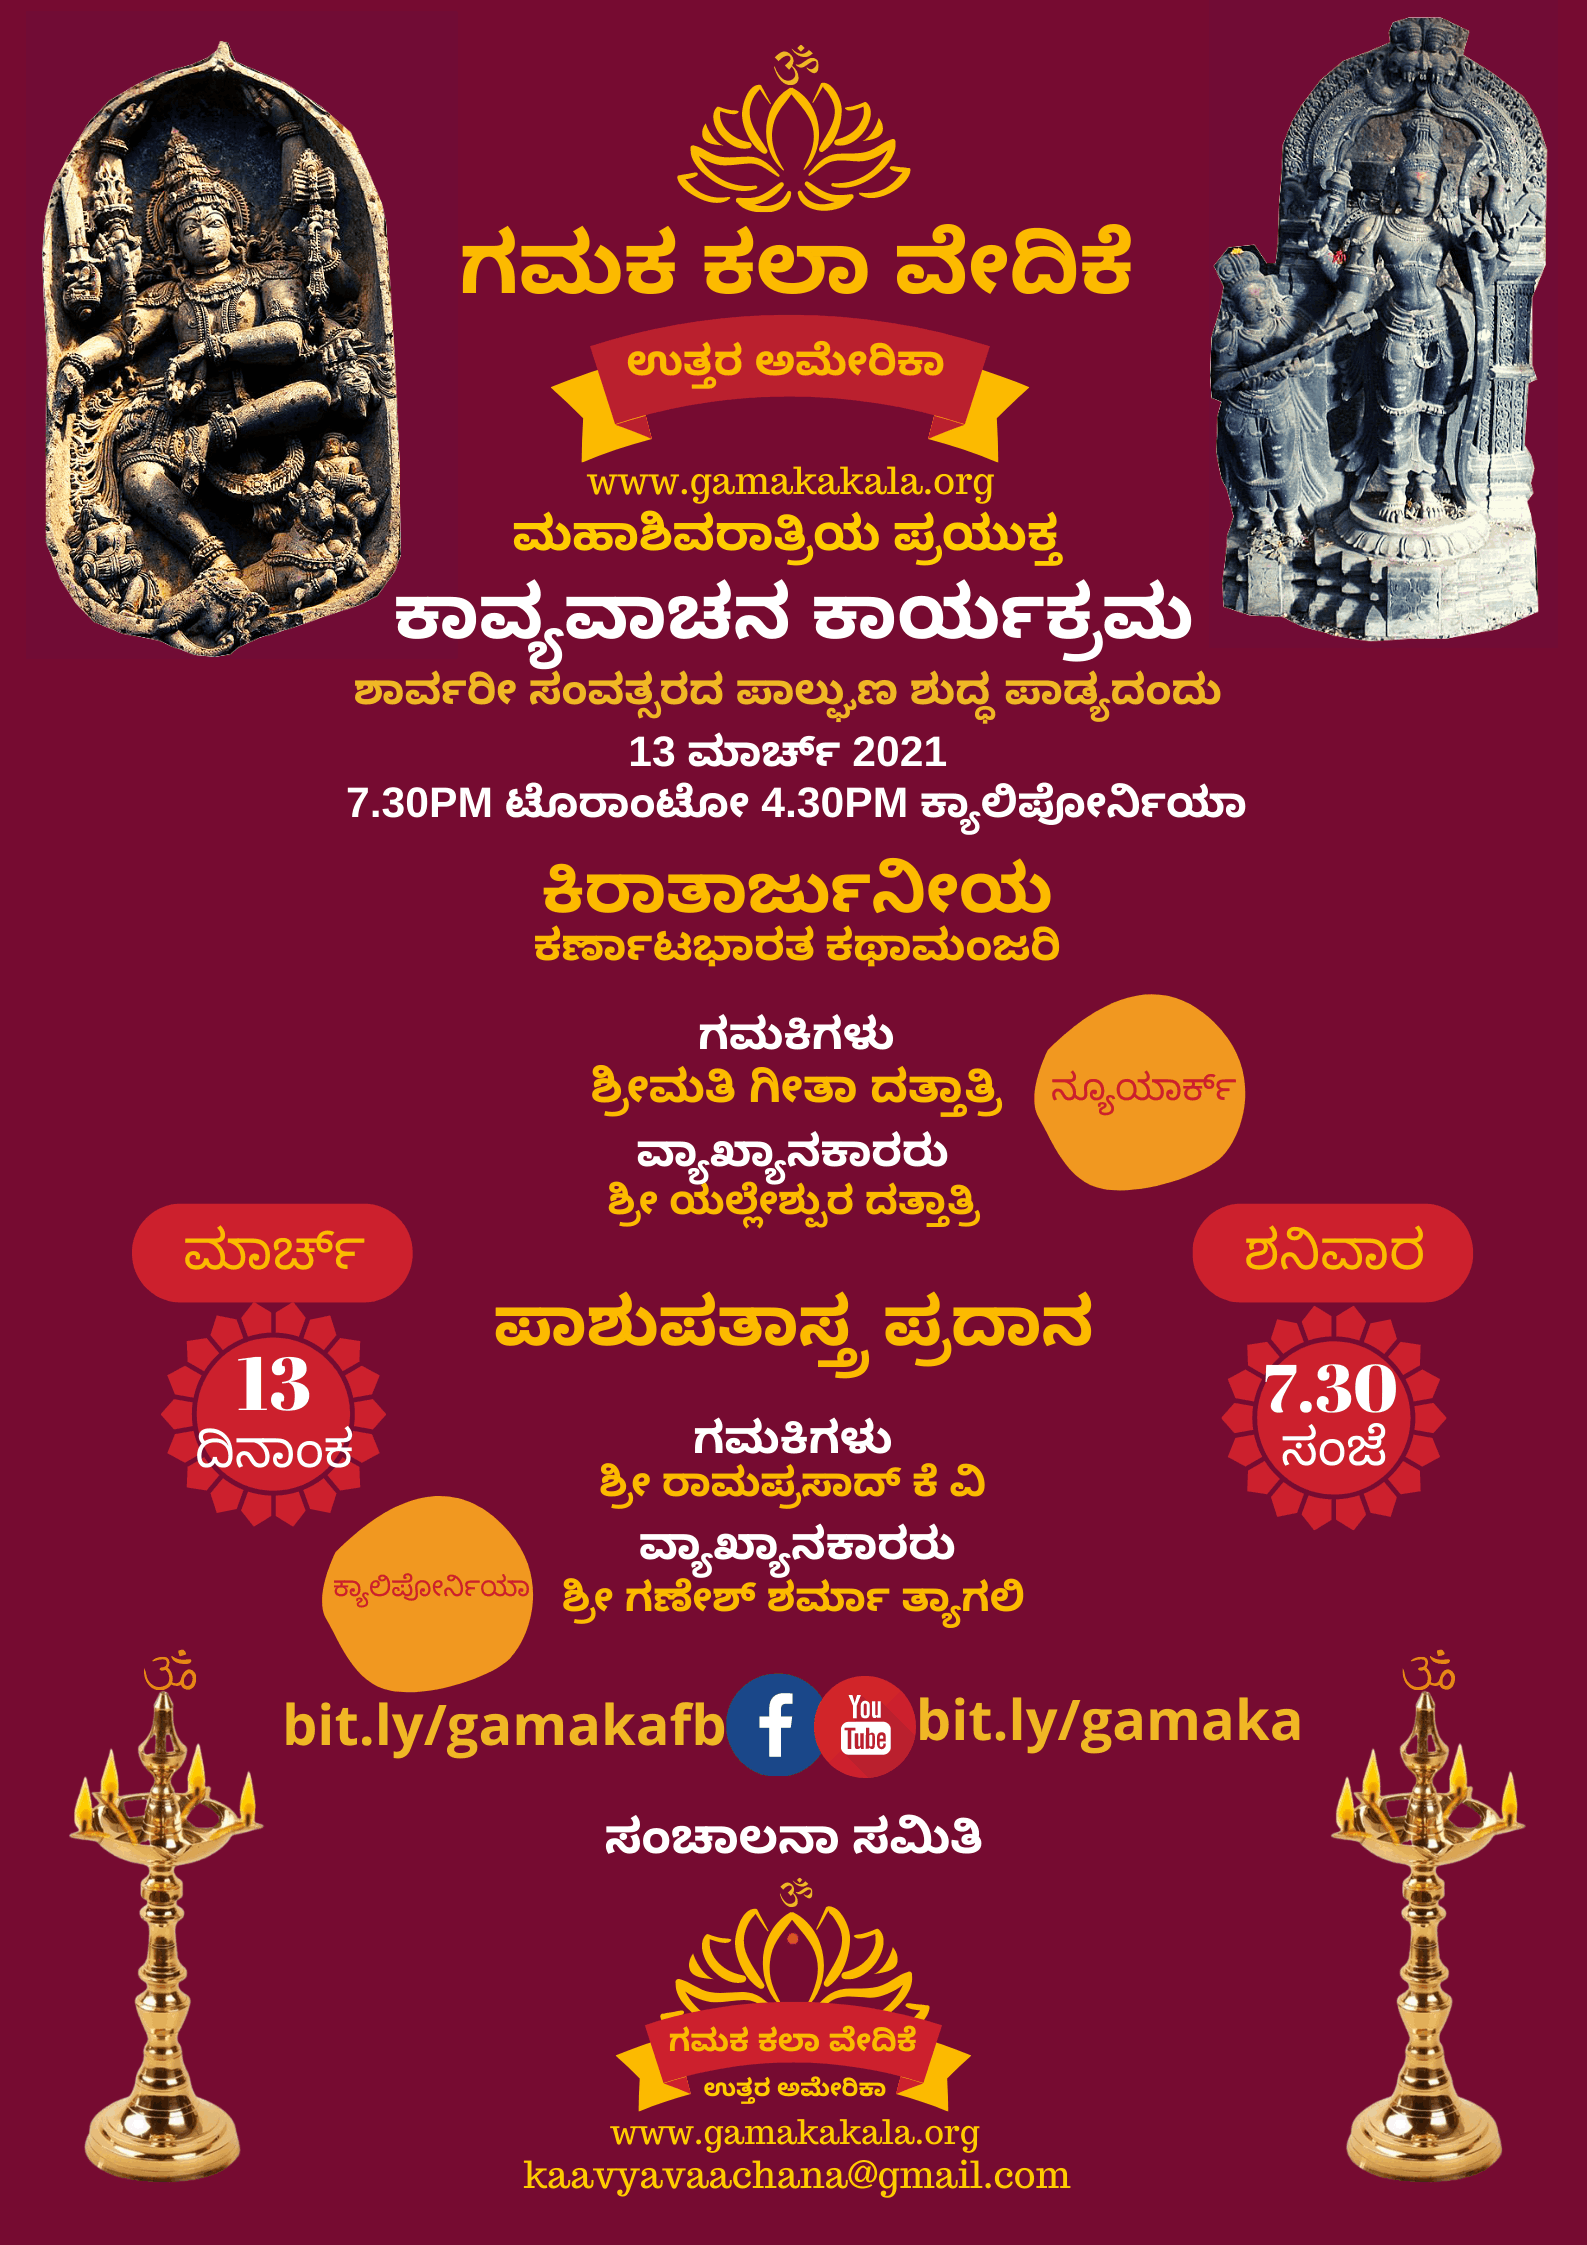 ॐ
ಗಮಕ ಕಲಾ ವೇದಿಕೆ
ಉತ್ತರ ಅಮೇರಿಕಾ
www.gamakakala.org
ಮಹಾಶಿವರಾತ್ರಿಯ ಪ್ರಯುಕ್ತ
ಕಾವ್ಯವಾಚನ ಕಾರ್ಯಕ್ರಮ
ಶಾರ್ವರೀ ಸಂವತ್ಸರದ ಪಾಲ್ಘುಣ ಶುದ್ಧ ಪಾಡ್ಯದಂದು
13 ಮಾರ್ಚ್ 2021
7.30PM ಟೊರಾಂಟೋ 4.30PM ಕ್ಯಾಲಿಪೋರ್ನಿಯಾ
ಕಿರಾತಾರ್ಜುನೀಯ
ಕರ್ಣಾಟಭಾರತ ಕಥಾಮಂಜರಿ
ಗಮಕಿಗಳು
ಶ್ರೀಮತಿ ಗೀತಾ ದತ್ತಾತ್ರಿ
ನ್ಯೂಯಾರ್ಕ್
ವ್ಯಾಖ್ಯಾನಕಾರರು
ಶ್ರೀ ಯಲ್ಲೇಶ್ಪುರ ದತ್ತಾತ್ರಿ
ಮಾರ್ಚ್
13
ದಿನಾಂಕ
ಶನಿವಾರ
7.30
ಸಂಜೆ
ಪಾಶುಪತಾಸ್ತ್ರ ಪ್ರದಾನ
ಗಮಕಿಗಳು
ಶ್ರೀ ರಾಮಪ್ರಸಾದ್ ಕೆ ವಿ
ವ್ಯಾಖ್ಯಾನಕಾರರು
ಶ್ರೀ ಗಣೇಶ್ ಶರ್ಮಾ ತ್ಯಾಗಲಿ
ಕ್ಯಾಲಿಪೋರ್ನಿಯಾ
ॐ
ॐ
bit.ly/gamakafb f You Tube bit.ly/gamaka
ಸಂಚಾಲನಾ ಸಮಿತಿ
ॐ
ಗಮಕ ಕಲಾ ವೇದಿಕೆ
ಉತ್ತರ ಅಮೇರಿಕಾ
www.gamakakala.org
kaavyavaachana@gmail.com